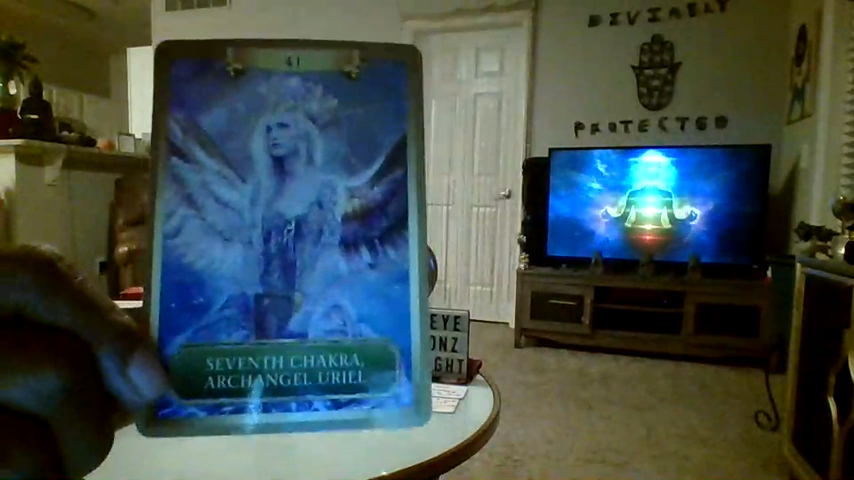 41
SEVENTH CHAKRA,
ARCHANGEL URIEL
DIVINELY
PROTECTED
EYE
ONZ
GHT